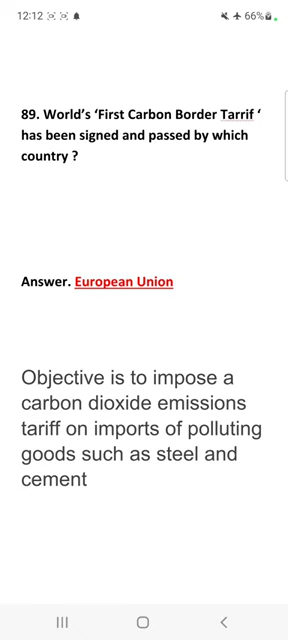 12:12 66%
89. World's 'First Carbon Border Tarrif '
has been signed and passed by which
country ?
Answer. European Union
Objective is to impose a
carbon dioxide emissions
tariff on imports of polluting
goods such as steel and
cement